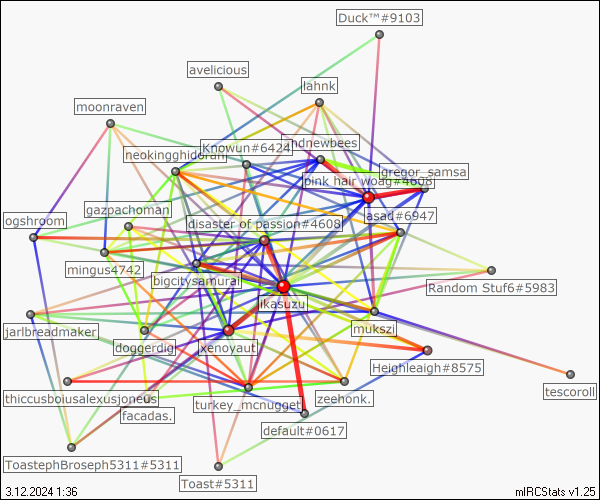 Duck™#9103
avelicious
lahnk
moonraven
Knowun#6424
hdnewbees
neokingghidorah
gregor_samsa
pink hair woag#4606
gazpachoman
asad#6947
ogshroom
disaster of passion#4608
mingus4742
bigcitysamurai
Random Stuf6#5983
ikasuzu
jarlbreadmaker
mukszi
doggerdig
xenoyaut
Heighleaigh#8575
tescoroll
thiccusboiusalexusjoneus
zeehonk.
turkey_mcnugget
facadas.
default#0617
ToastephBroseph5311#5311
Toast#5311
3.12.2024 1:36
mIRCStats v1.25